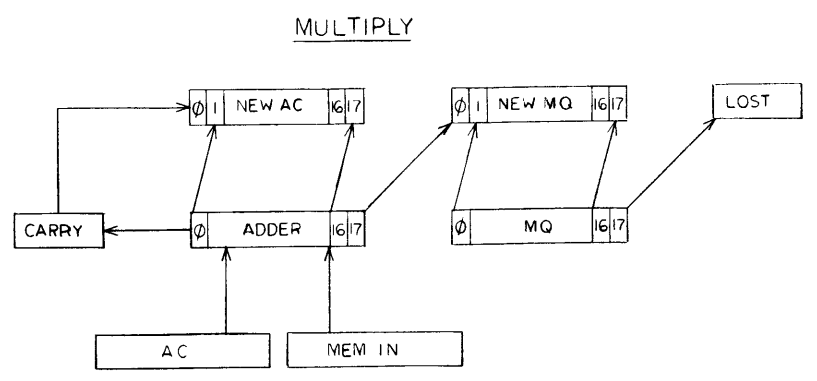 MULTIPLY
Ø 1 NEW AC 16 17
Ø 1 NEW MQ 16 17
LOST
CARRY
Ø ADDER 16 17
Ø MQ 16 17
AC
MEM IN